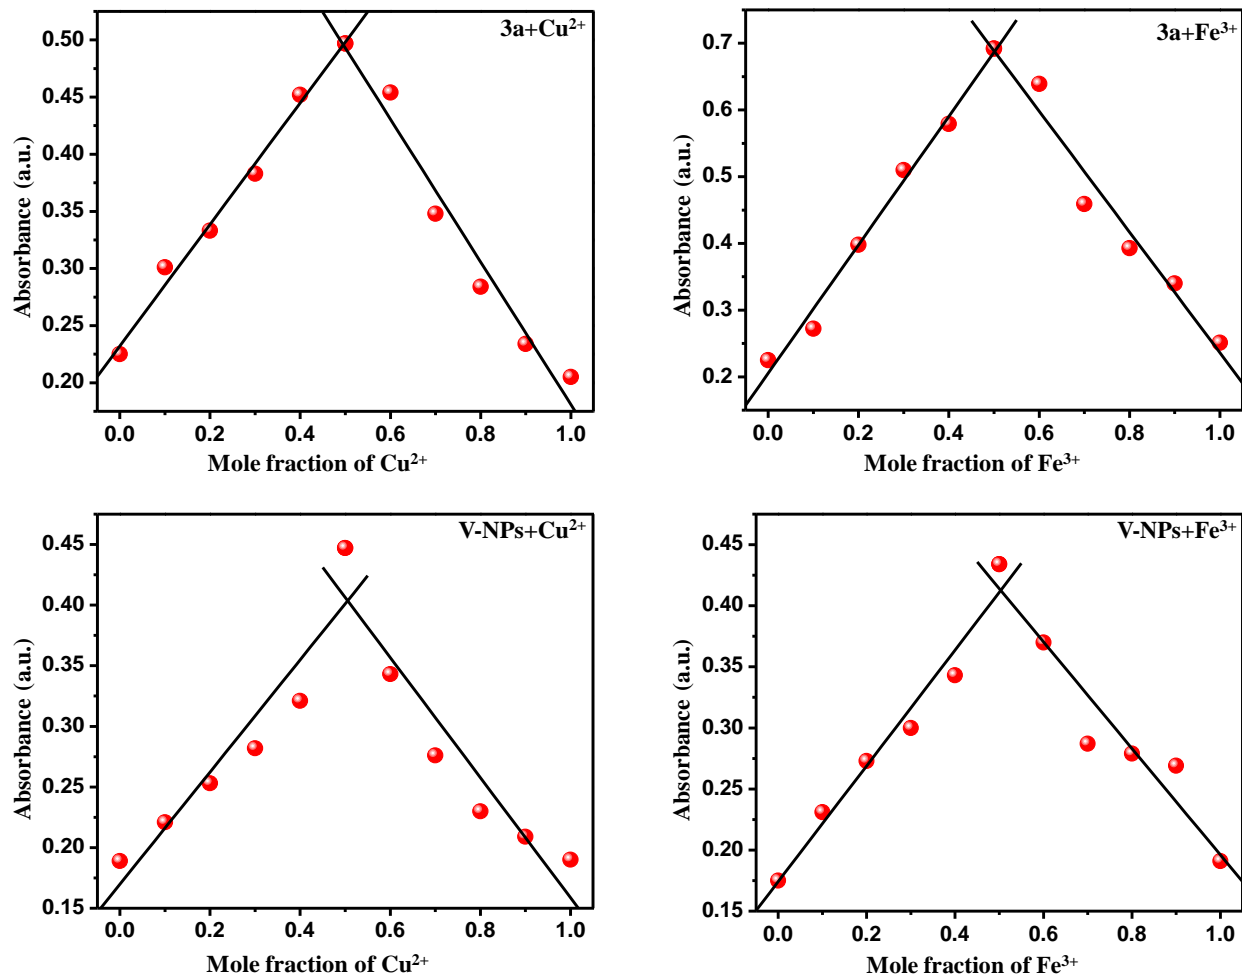 3a+Cu²⁺
Absorbance (a.u.)
0.50
0.45
0.40
0.35
0.30
0.25
0.20
0.0 0.2 0.4 0.6 0.8 1.0
Mole fraction of Cu²⁺
3a+Fe³⁺
Absorbance (a.u.)
0.7
0.6
0.5
0.4
0.3
0.2
0.0 0.2 0.4 0.6 0.8 1.0
Mole fraction of Fe³⁺
V-NPs+Cu²⁺
Absorbance (a.u.)
0.45
0.40
0.35
0.30
0.25
0.20
0.15
0.0 0.2 0.4 0.6 0.8 1.0
Mole fraction of Cu²⁺
V-NPs+Fe³⁺
Absorbance (a.u.)
0.45
0.40
0.35
0.30
0.25
0.20
0.15
0.0 0.2 0.4 0.6 0.8 1.0
Mole fraction of Fe³⁺